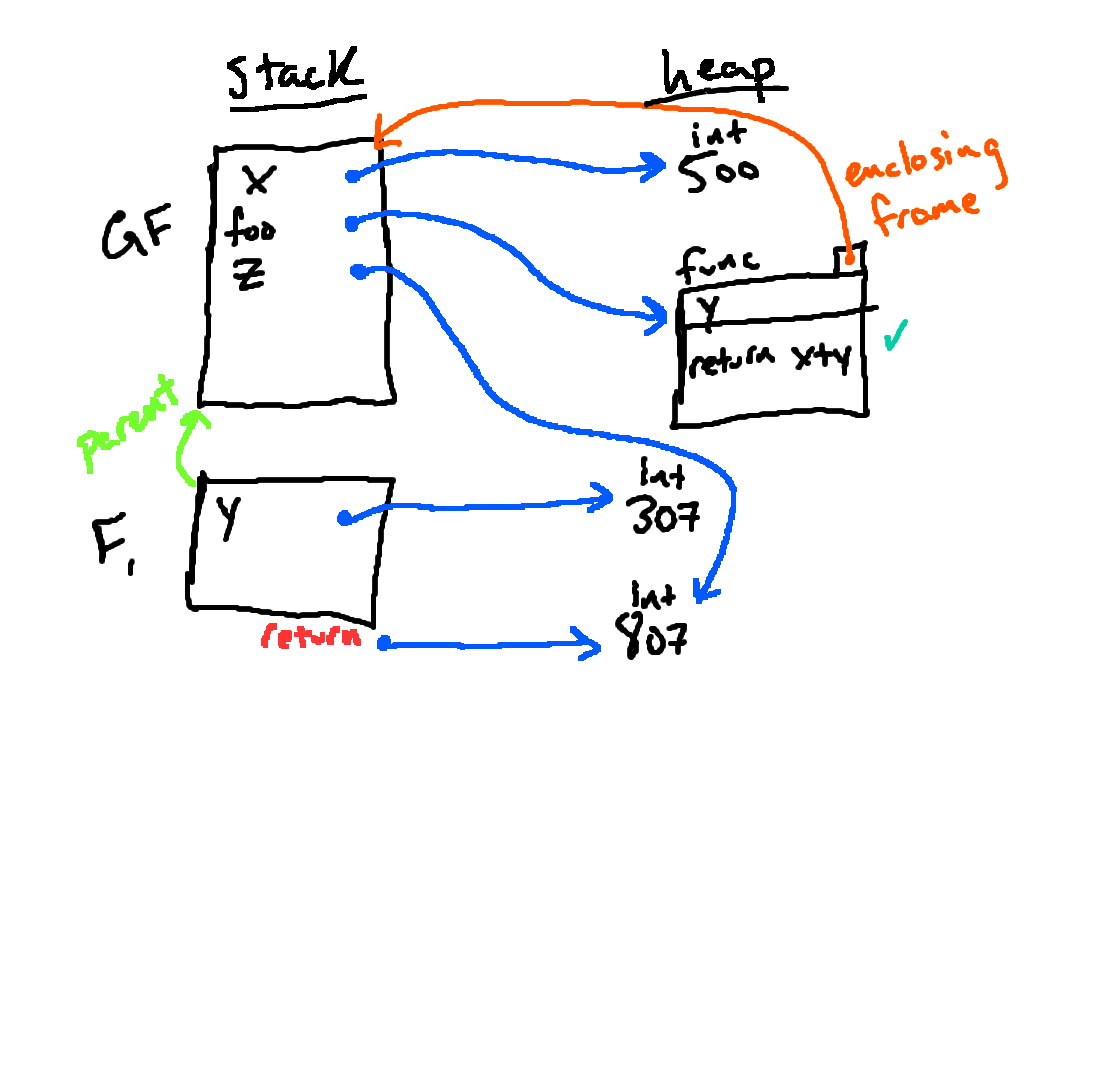 stack
heap
GF
x
foo
z
int
500
enclosing
frame
func
y
return x+y
parent
F1
y
int
307
return
int
807